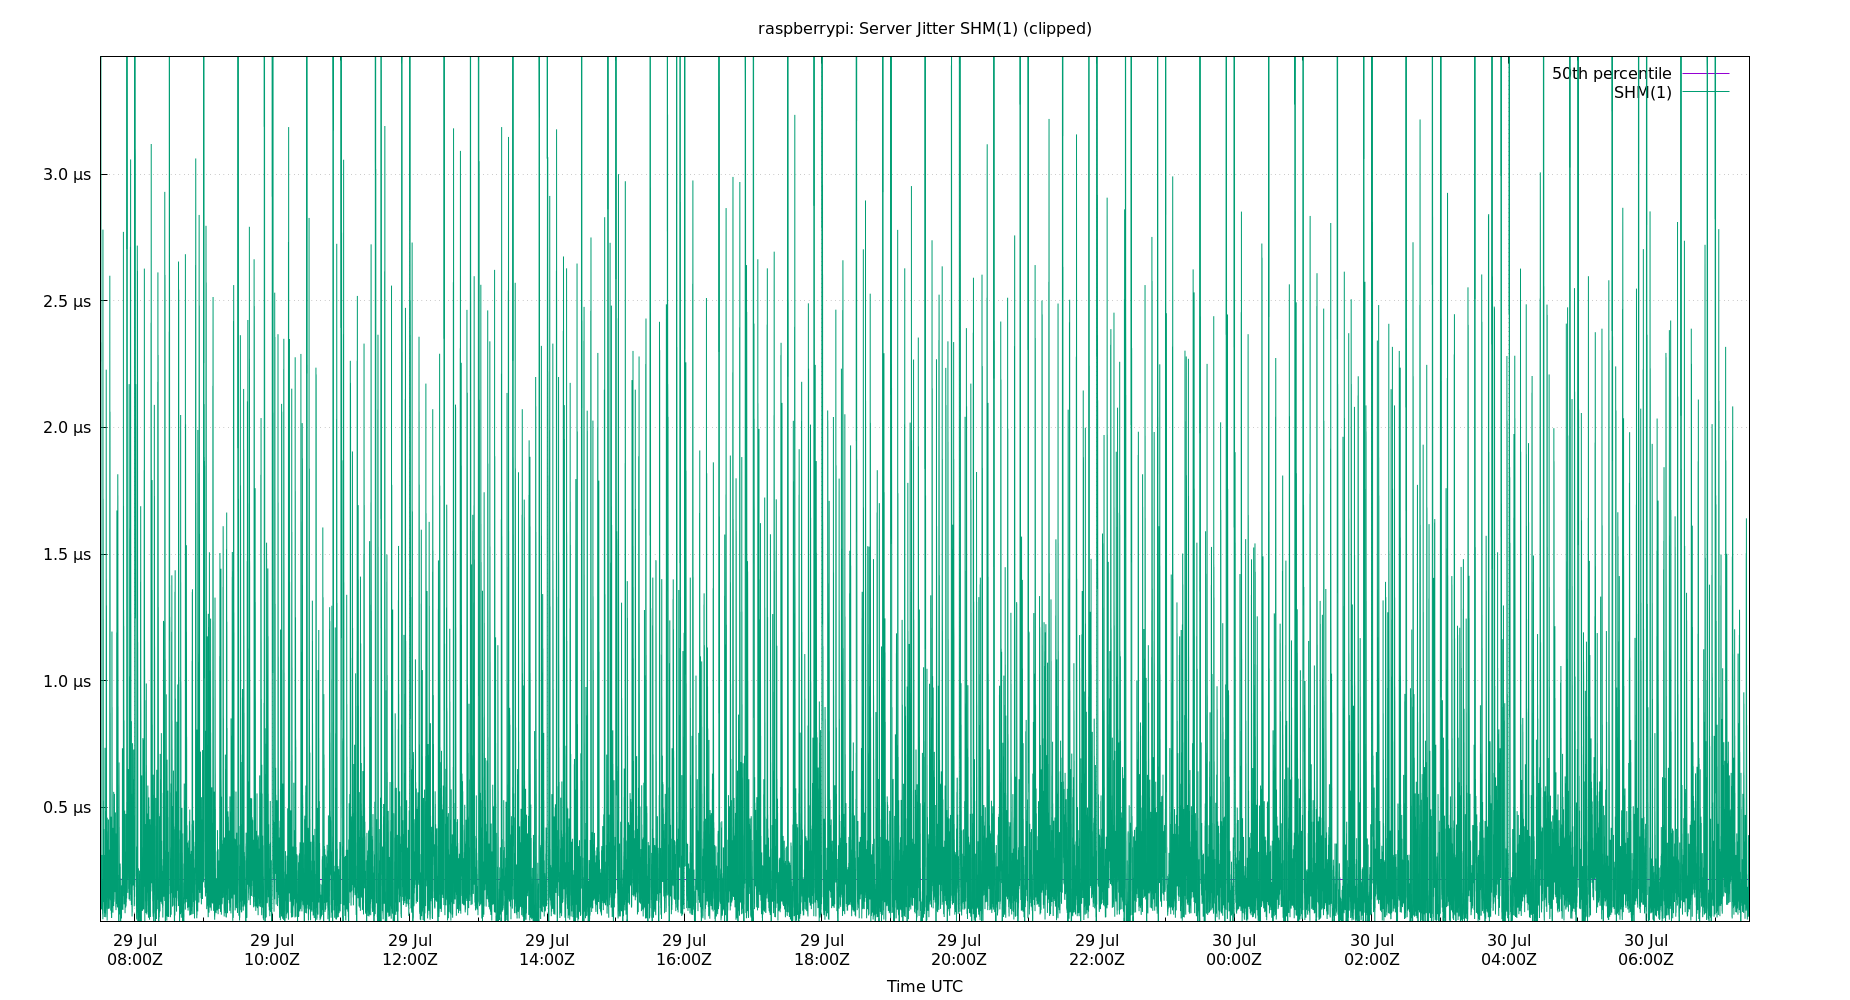 raspberrypi: Server Jitter SHM(1) (clipped)
50th percentile
SHM(1)
3.0 µs
2.5 µs
2.0 µs
1.5 µs
1.0 µs
0.5 µs
29 Jul 29 Jul 29 Jul 29 Jul 29 Jul 29 Jul 29 Jul 29 Jul 30 Jul 30 Jul 30 Jul 30 Jul
08:00Z 10:00Z 12:00Z 14:00Z 16:00Z 18:00Z 20:00Z 22:00Z 00:00Z 02:00Z 04:00Z 06:00Z
Time UTC